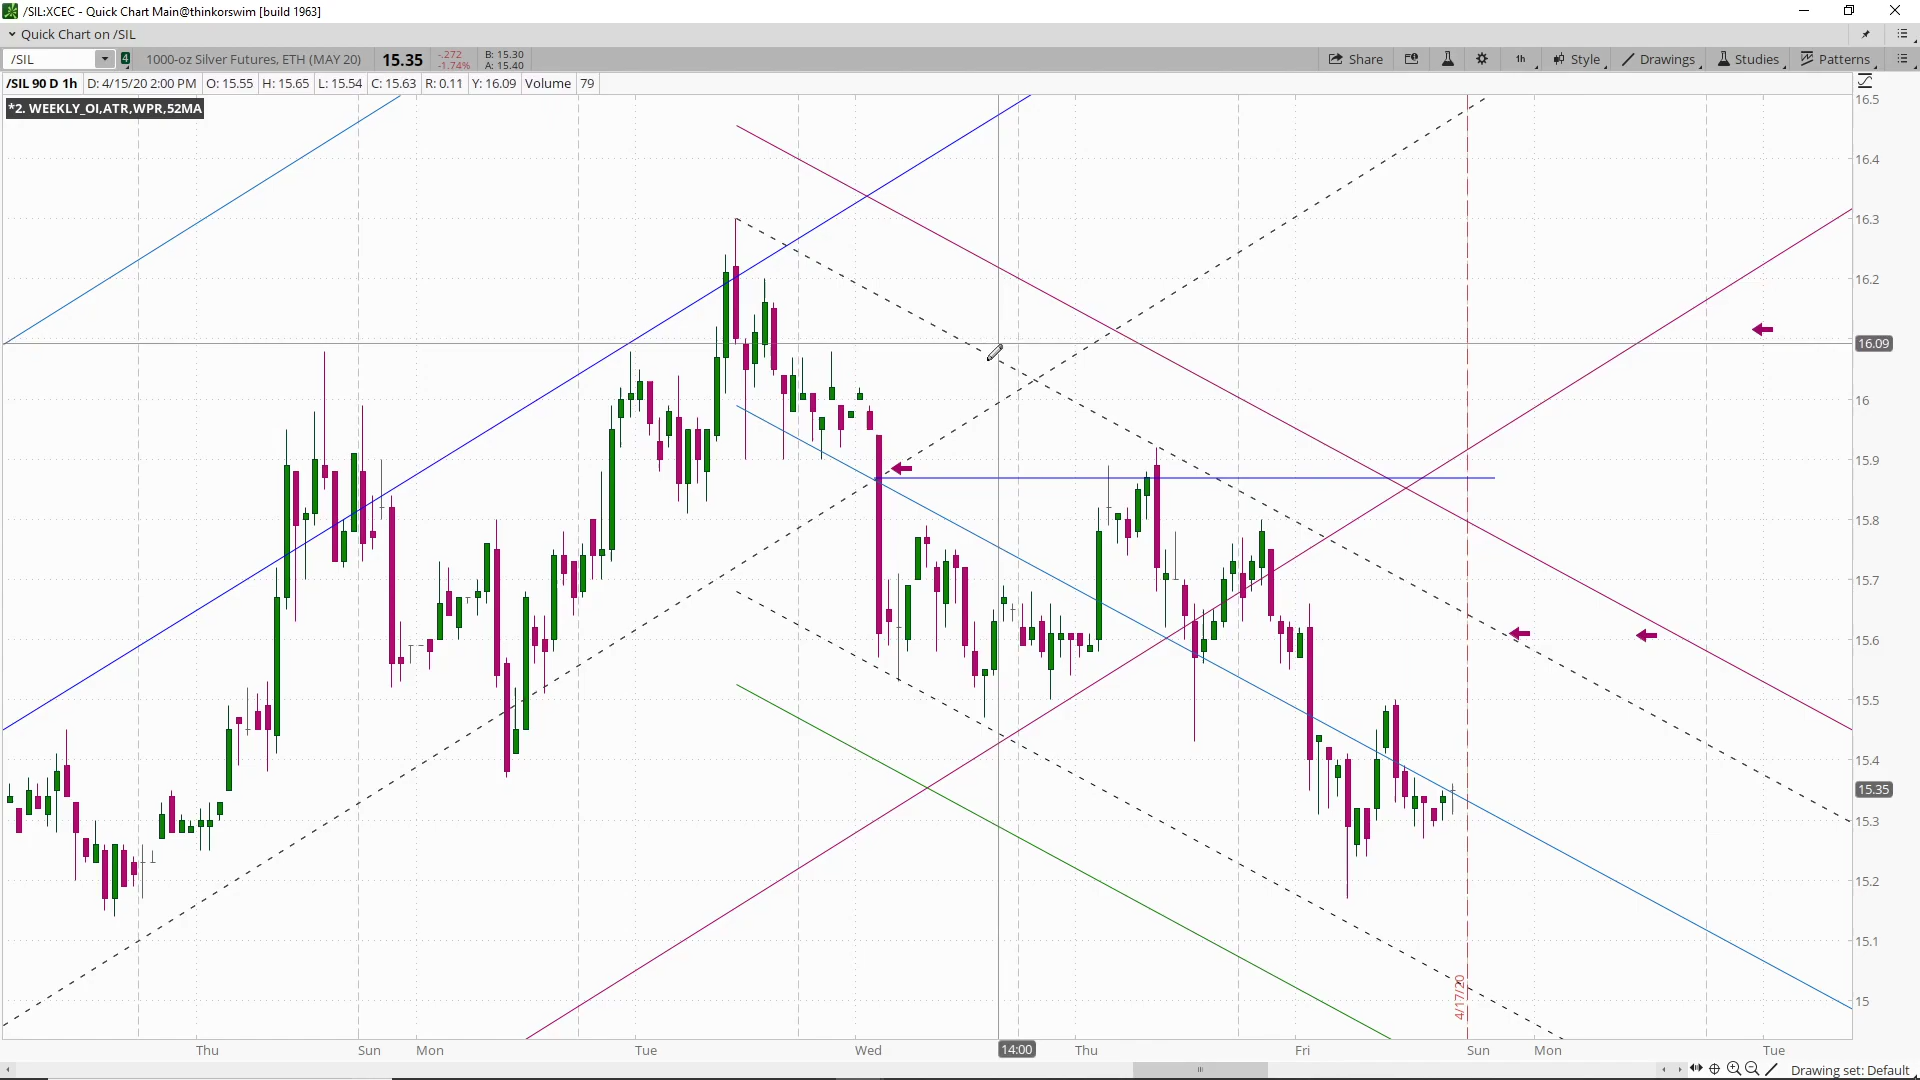 /SIL:XCEC - Quick Chart Main@thinkorswim [build 1963]
Quick Chart on /SIL
/SIL 4 1000-oz Silver Futures, ETH (MAY 20) 15.35 -.272 -1.74% B: 15.30 A: 15.40 Share 1h Style Drawings Studies Patterns
/SIL 90 D 1h D: 4/15/20 2:00 PM O: 15.55 H: 15.65 L: 15.54 C: 15.63 R: 0.11 Y: 16.09 Volume 79
*2. WEEKLY_OI,ATR,WPR,52MA
16.5
16.4
16.3
16.2
16.09
16
15.9
15.8
15.7
15.6
15.5
15.4
15.35
15.3
15.2
15.1
15
4/17/20
Thu Sun Mon Tue Wed 14:00 Thu Fri Sun Mon Tue
Drawing set: Default